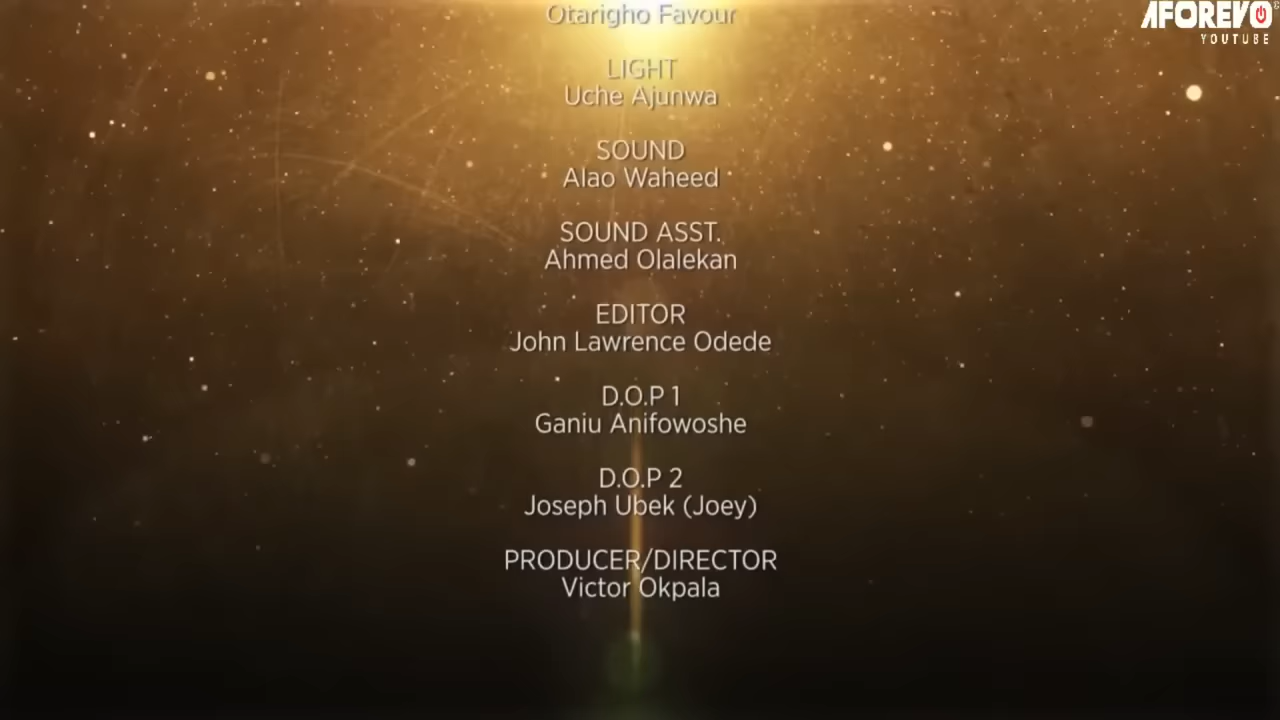 Otarigho Favour
AFOREVO
YOUTUBE
LIGHT
Uche Ajunwa
SOUND
Alao Waheed
SOUND ASST.
Ahmed Olalekan
EDITOR
John Lawrence Odede
D.O.P 1
Ganiu Anifowoshe
D.O.P 2
Joseph Ubek (Joey)
PRODUCER/DIRECTOR
Victor Okpala